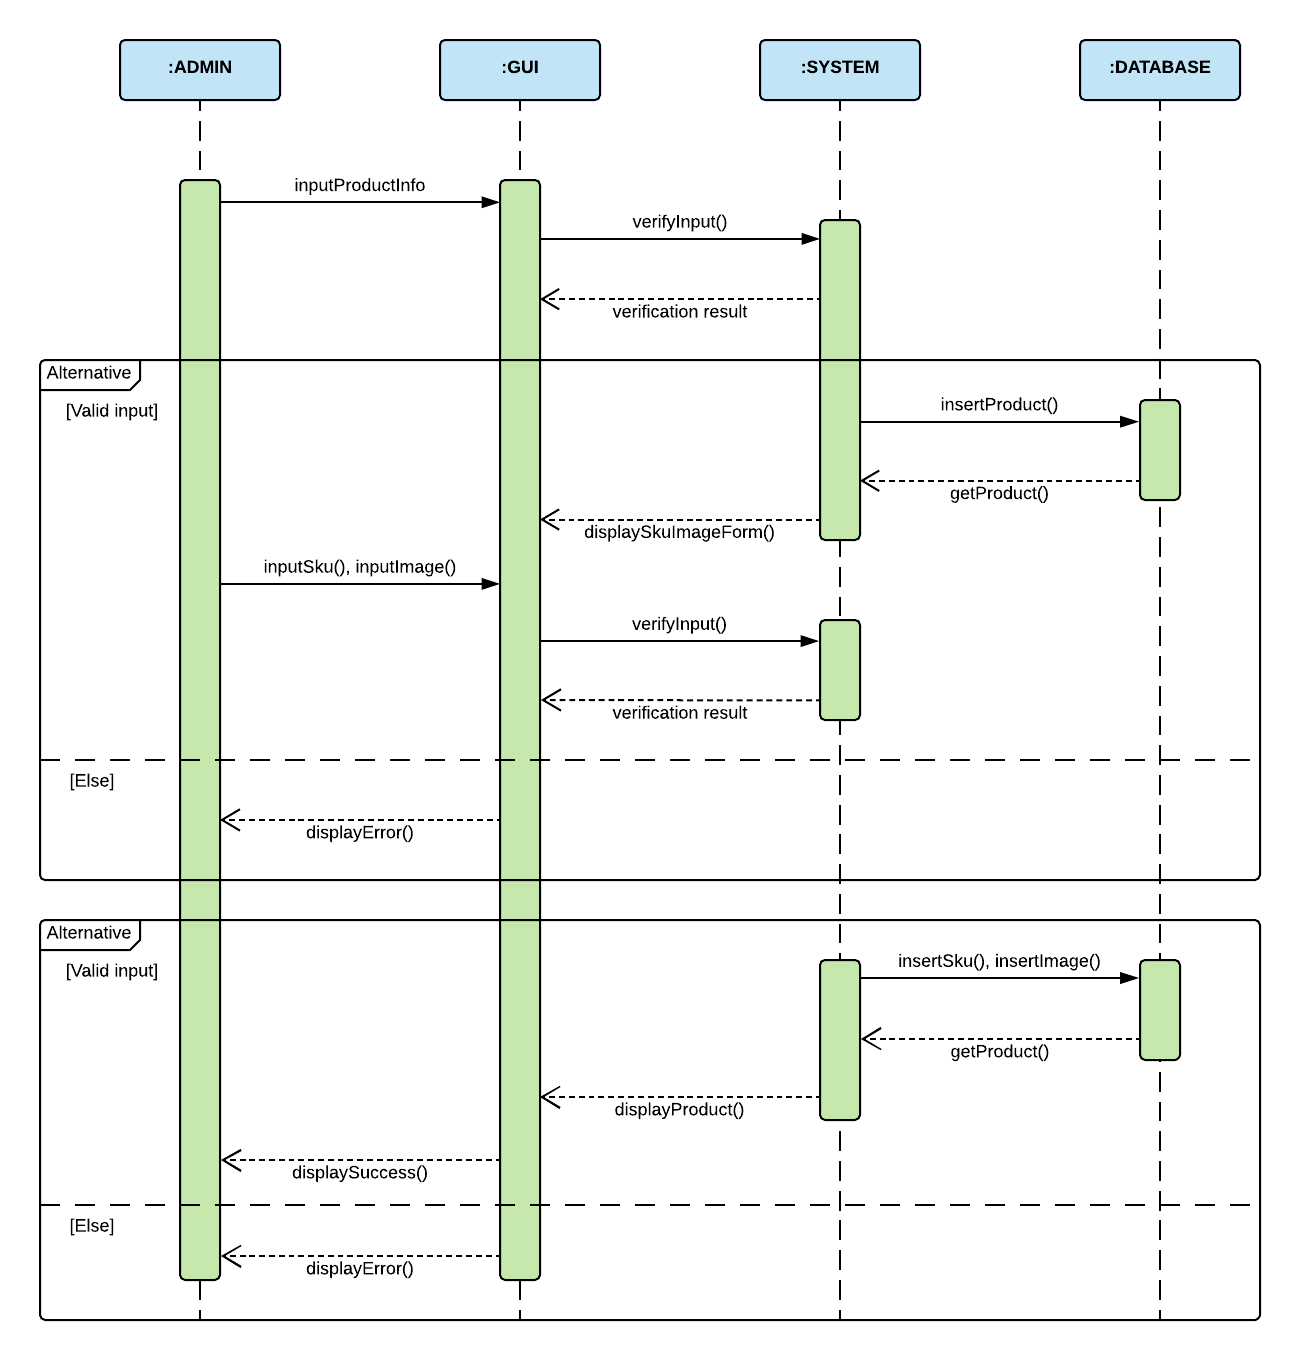 :ADMIN
:GUI
:SYSTEM
:DATABASE
inputProductInfo
verifyInput()
verification result
Alternative
[Valid input]
insertProduct()
getProduct()
displaySkuImageForm()
inputSku(), inputImage()
verifyInput()
verification result
[Else]
displayError()
Alternative
[Valid input]
insertSku(), insertImage()
getProduct()
displayProduct()
displaySuccess()
[Else]
displayError()